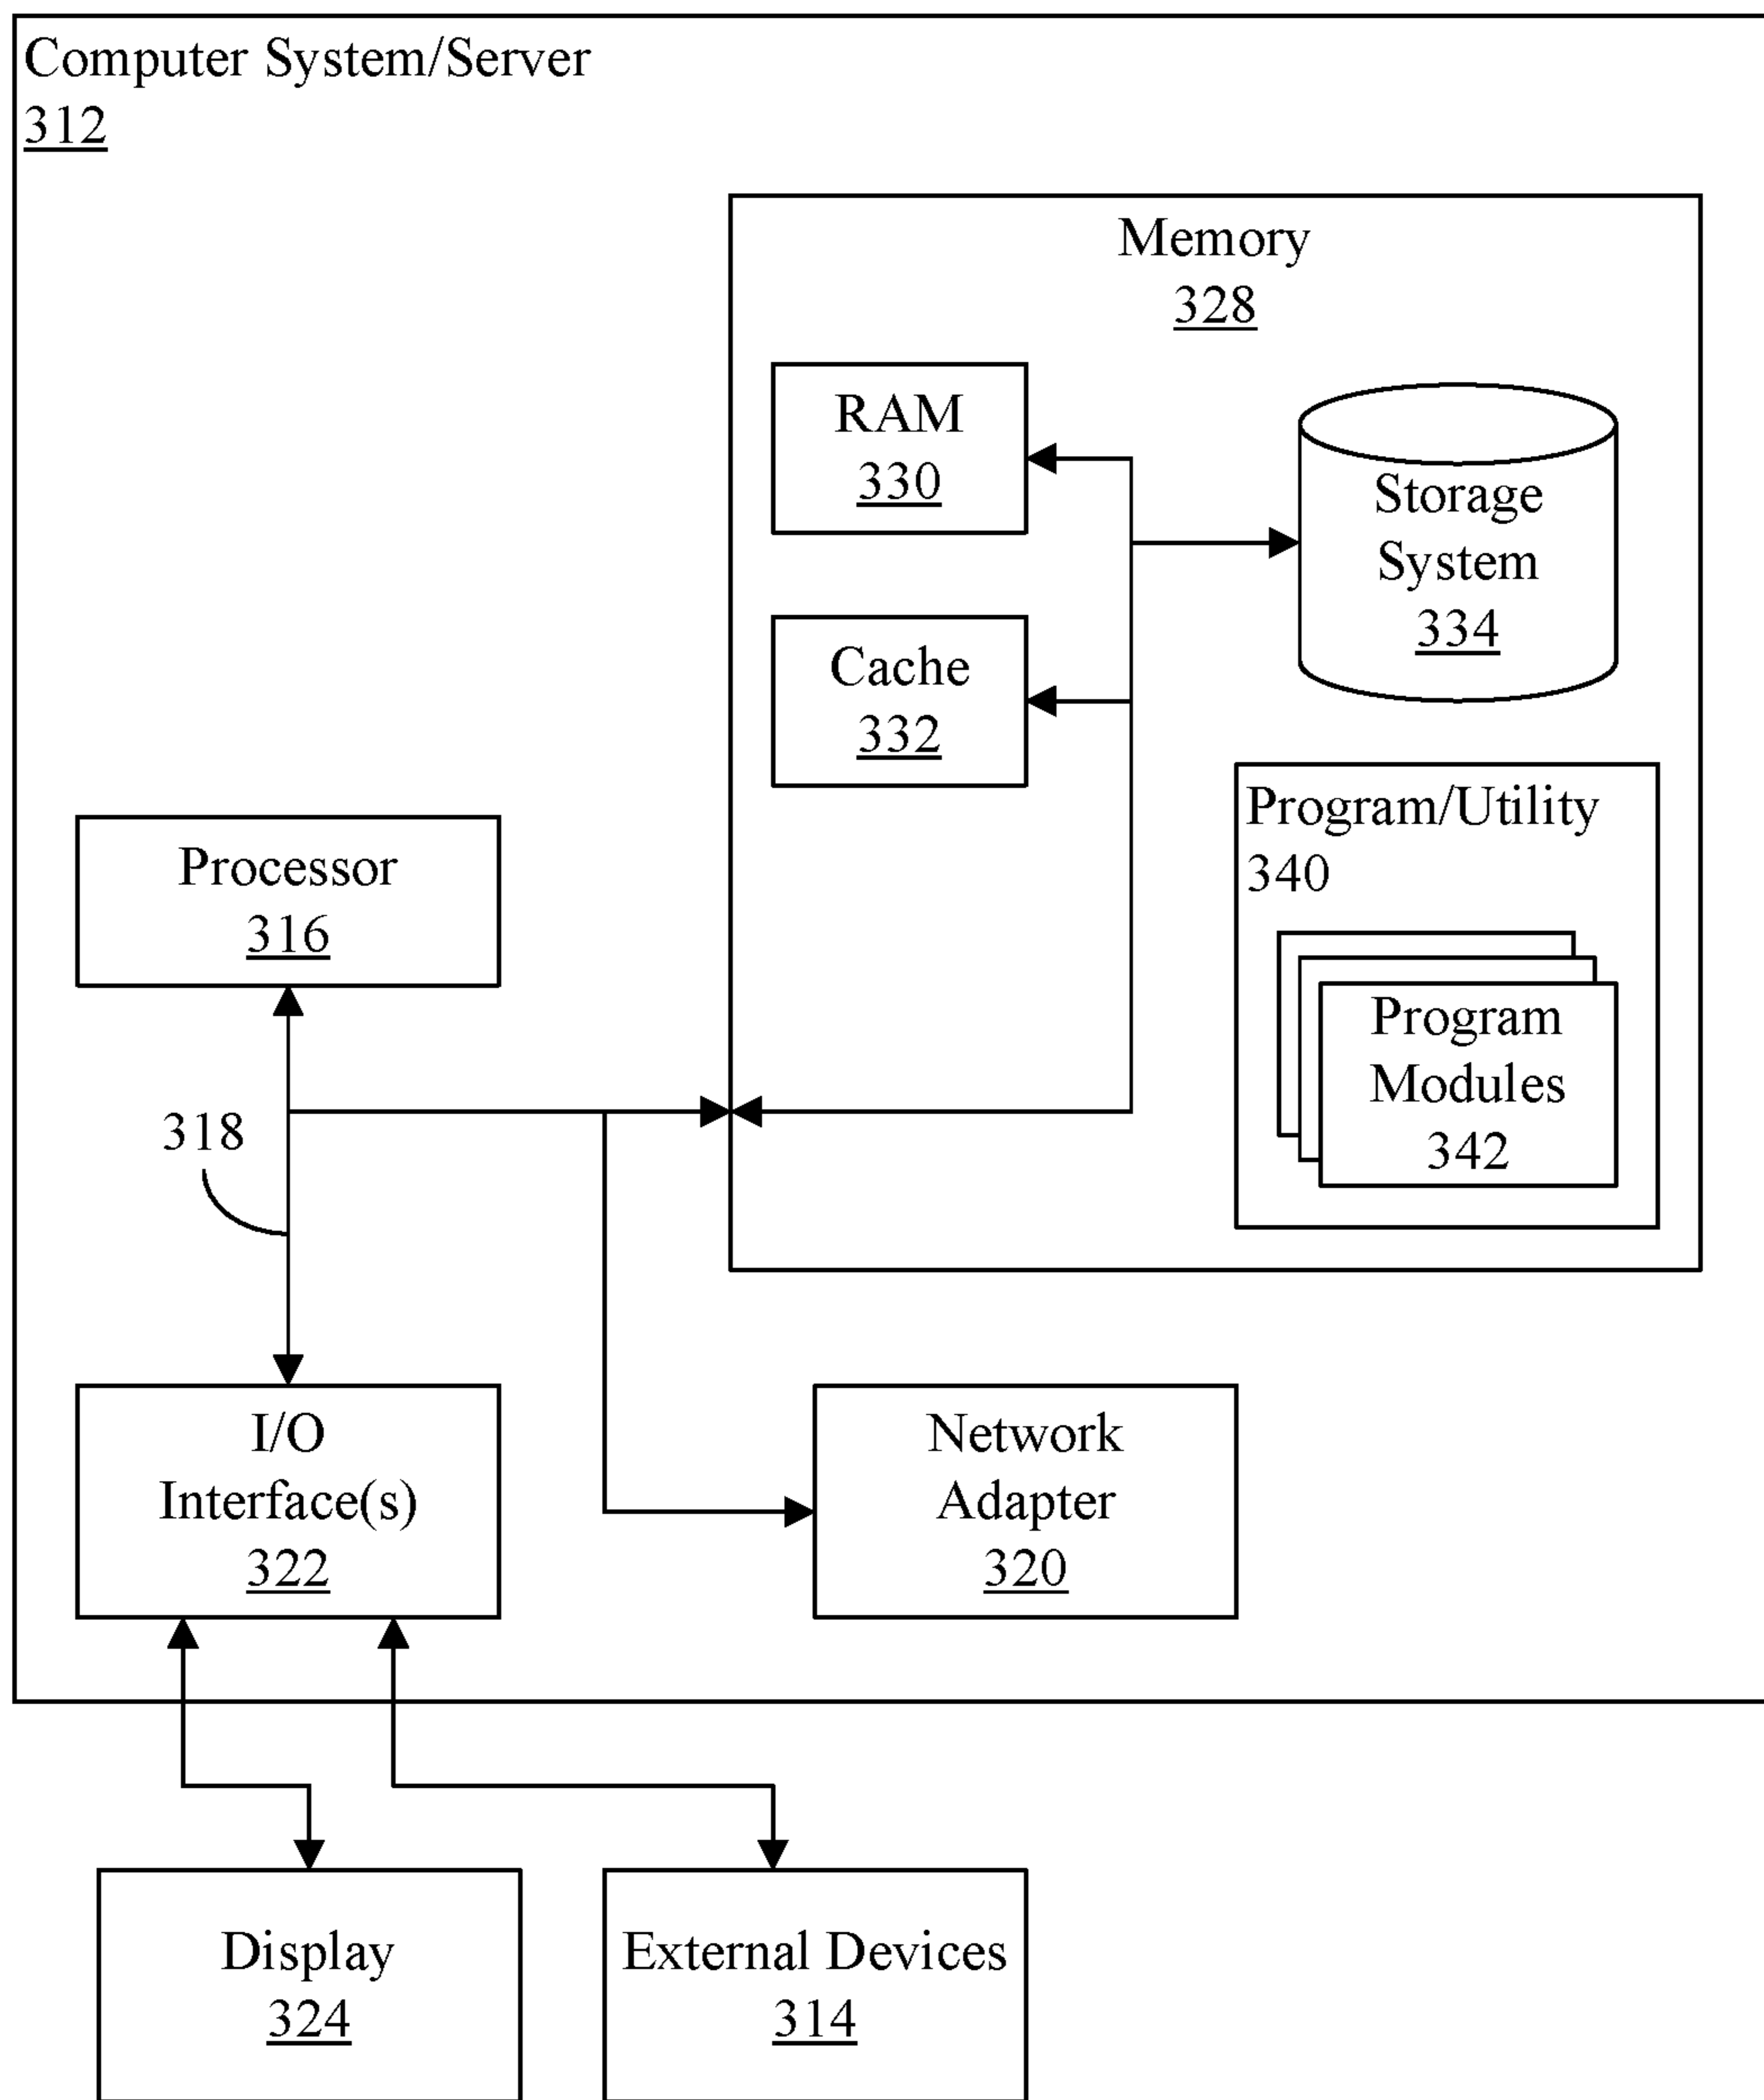 Computer System/Server
312
Memory
328
RAM
330
Storage
System
334
Cache
332
Program/Utility
340
Program
Modules
342
Processor
316
318
I/O
Interface(s)
322
Network
Adapter
320
Display
324
External Devices
314